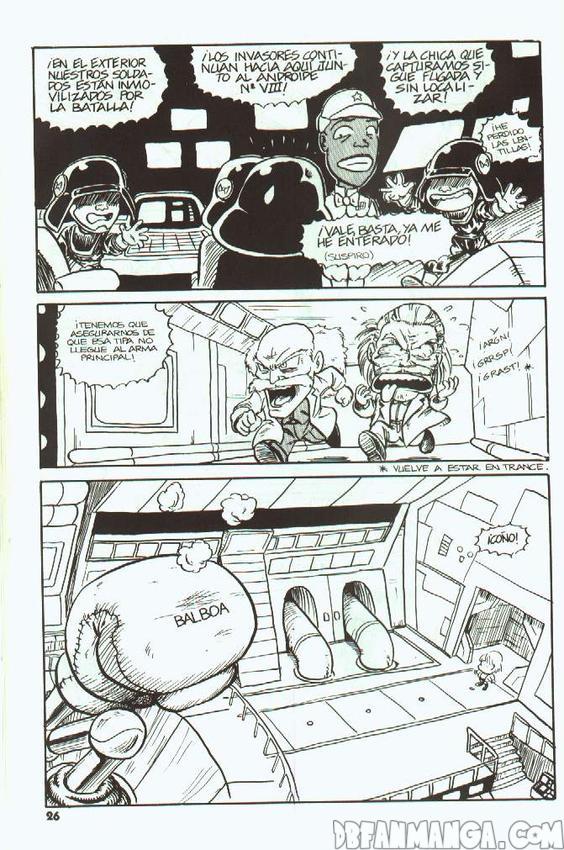 ¡EN EL EXTERIOR
NUESTROS SOLDA-
DOS ESTÁN INMO-
VILIZADOS POR
LA BATALLA!
¡LOS INVASORES CONTI-
NUAN HACIA AQUÍ JUNTO
AL ANDROIDE
Nº VIII!
¡Y LA CHICA QUE
CAPTURAMOS SI-
GUE FUGADA Y
SIN LOCALI-
ZAR!
¡HE
PERDIDO
LAS LEN-
TILLAS!
¡VALE, BASTA, YA ME
HE ENTERADO!
(SUSPIRO)
¡TENEMOS QUE
ASEGURARNOS DE
QUE ESA TIPA NO
LLEGUE AL ARMA
PRINCIPAL!
Y
¡ARGN!
¡GRRSP!
¡GRAST!*
* VUELVE A ESTAR EN TRANCE.
¡COÑO!
BALBOA
26
DBFANMANGA.COM